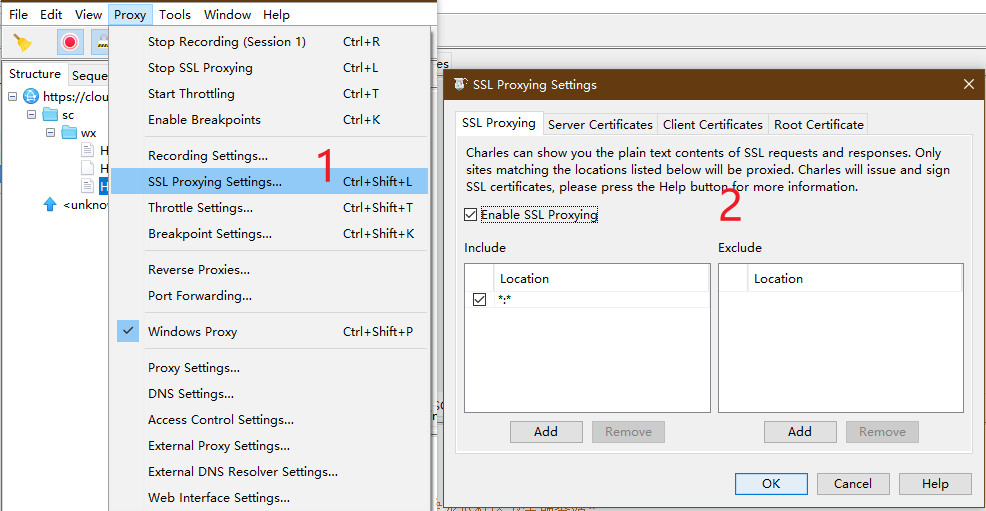 File Edit View Proxy Tools Window Help
Stop Recording (Session 1) Ctrl+R
Stop SSL Proxying Ctrl+L
Start Throttling Ctrl+T
Enable Breakpoints Ctrl+K
Recording Settings...
1
SSL Proxying Settings... Ctrl+Shift+L
Throttle Settings... Ctrl+Shift+T
Breakpoint Settings... Ctrl+Shift+K
Reverse Proxies...
Port Forwarding...
Windows Proxy Ctrl+Shift+P
Proxy Settings...
DNS Settings...
Access Control Settings...
External Proxy Settings...
External DNS Resolver Settings...
Web Interface Settings...
Structure Seque
https://clou
sc
wx
H
H
H
<unknow
es
SSL Proxying Settings
SSL Proxying Server Certificates Client Certificates Root Certificate
Charles can show you the plain text contents of SSL requests and responses. Only
sites matching the locations listed below will be proxied. Charles will issue and sign
SSL certificates, please press the Help button for more information.
2
Enable SSL Proxying
Include Exclude
Location Location
*:*
Add Remove Add Remove
OK Cancel Help